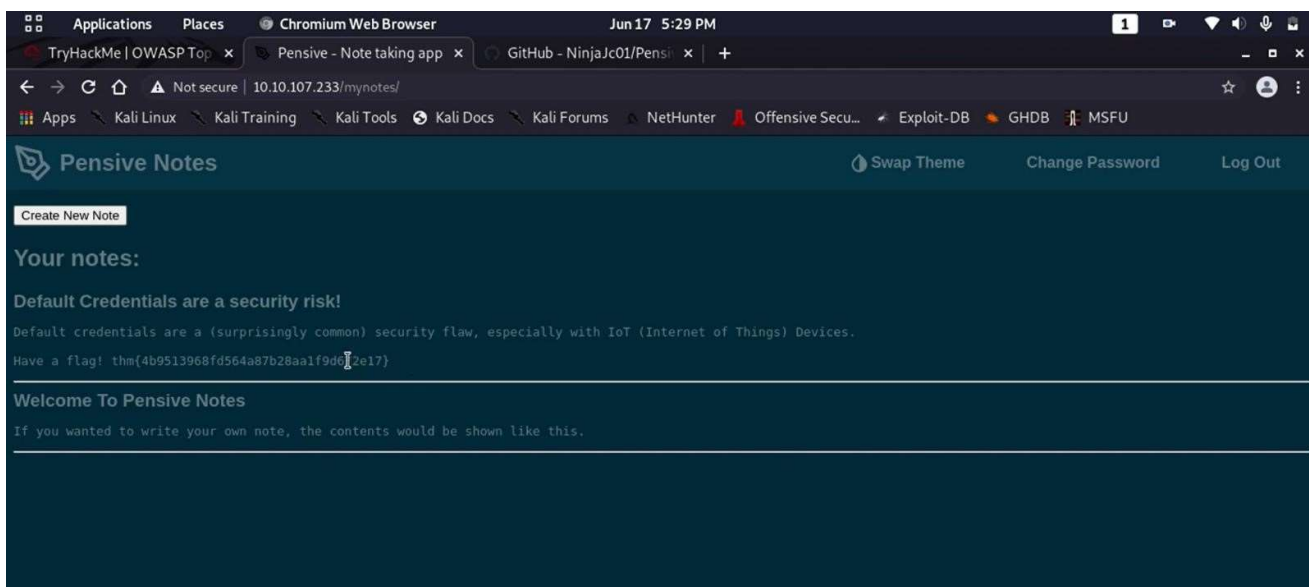 Applications Places Chromium Web Browser Jun 17 5:29 PM 1
TryHackMe | OWASP Top × Pensive - Note taking app × GitHub - NinjaJc01/Pensi × +
Not secure | 10.10.107.233/mynotes/
Apps Kali Linux Kali Training Kali Tools Kali Docs Kali Forums NetHunter Offensive Secu... Exploit-DB GHDB MSFU
Pensive Notes Swap Theme Change Password Log Out
Create New Note
Your notes:
Default Credentials are a security risk!
Default credentials are a (surprisingly common) security flaw, especially with IoT (Internet of Things) Devices.
Have a flag!
Welcome To Pensive Notes
If you wanted to write your own note, the contents would be shown like this.